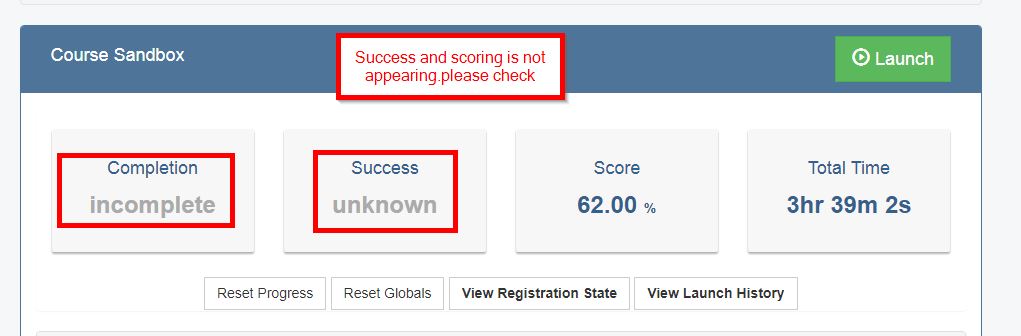 Course Sandbox
Success and scoring is not
appearing.please check
Launch
Completion
incomplete
Success
unknown
Score
62.00 %
Total Time
3hr 39m 2s
Reset Progress
Reset Globals
View Registration State
View Launch History